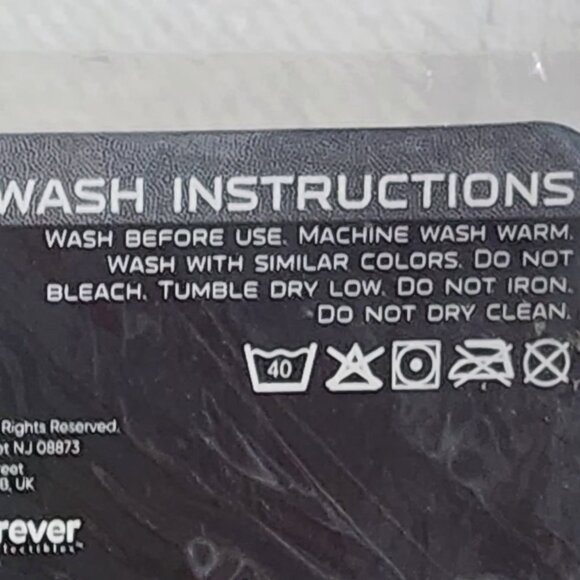 WASH INSTRUCTIONS
WASH BEFORE USE. MACHINE WASH WARM.
WASH WITH SIMILAR COLORS. DO NOT
BLEACH. TUMBLE DRY LOW. DO NOT IRON.
DO NOT DRY CLEAN.
40
Rights Reserved.
NJ 08873
UK
rever